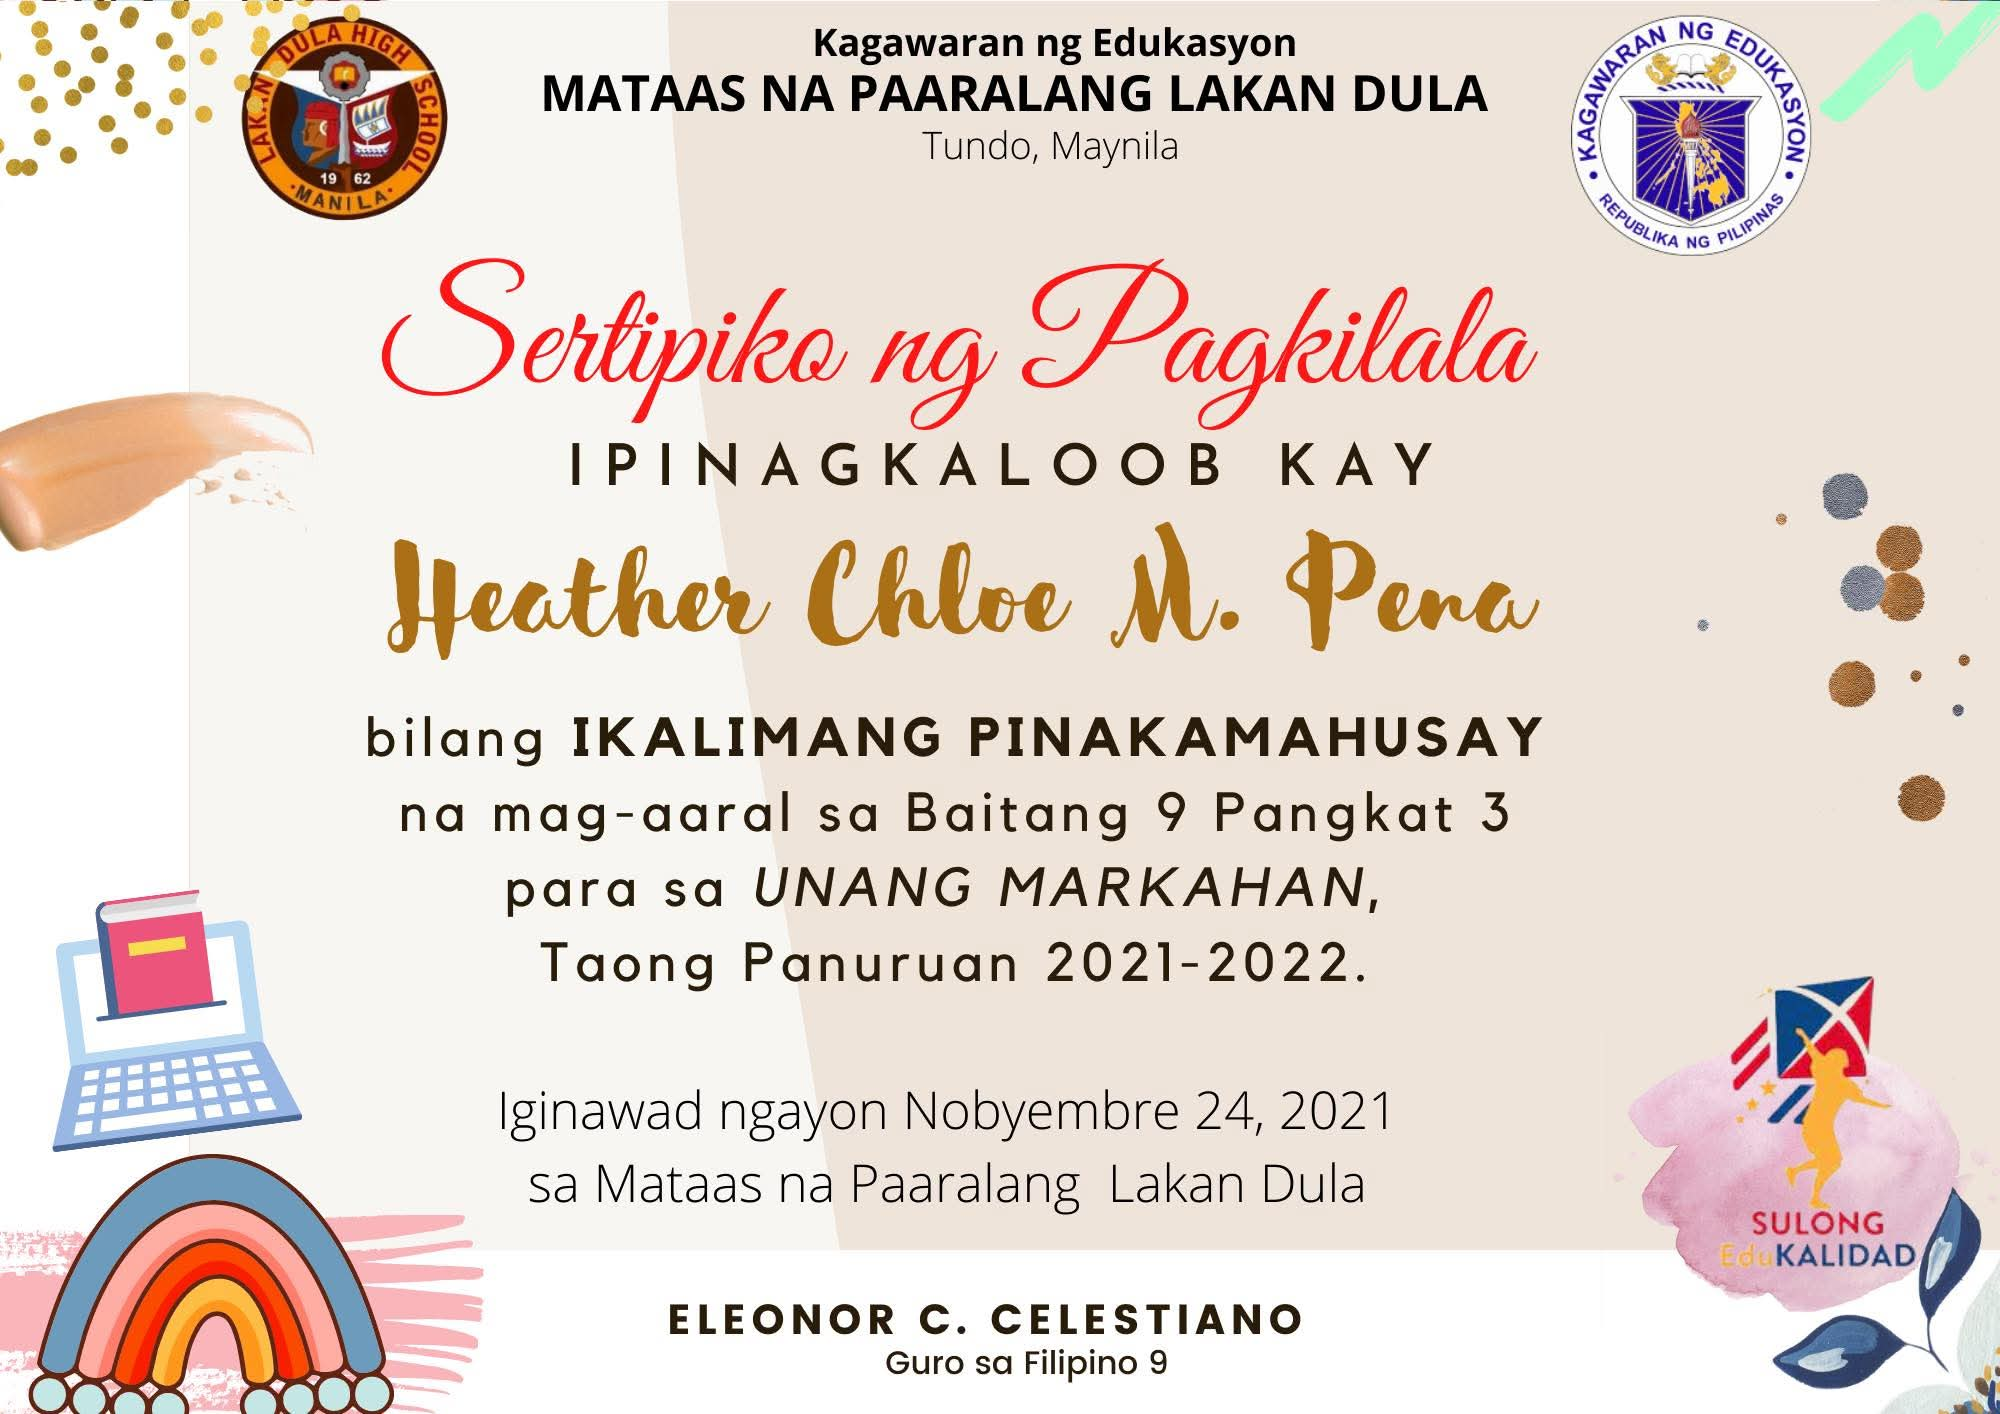 Kagawaran ng Edukasyon
MATAAS NA PAARALANG LAKAN DULA
Tundo, Maynila
LAKAN DULA HIGH SCHOOL
19 62
MANILA
KAGAWARAN NG EDUKASYON
REPUBLIKA NG PILIPINAS
Sertipiko ng Pagkilala
IPINAGKALOOB KAY
Heather Chloe M. Pena
bilang IKALIMANG PINAKAMAHUSAY
na mag-aaral sa Baitang 9 Pangkat 3
para sa UNANG MARKAHAN,
Taong Panuruan 2021-2022.
Iginawad ngayon Nobyembre 24, 2021
sa Mataas na Paaralang Lakan Dula
SULONG
EduKALIDAD
ELEONOR C. CELESTIANO
Guro sa Filipino 9